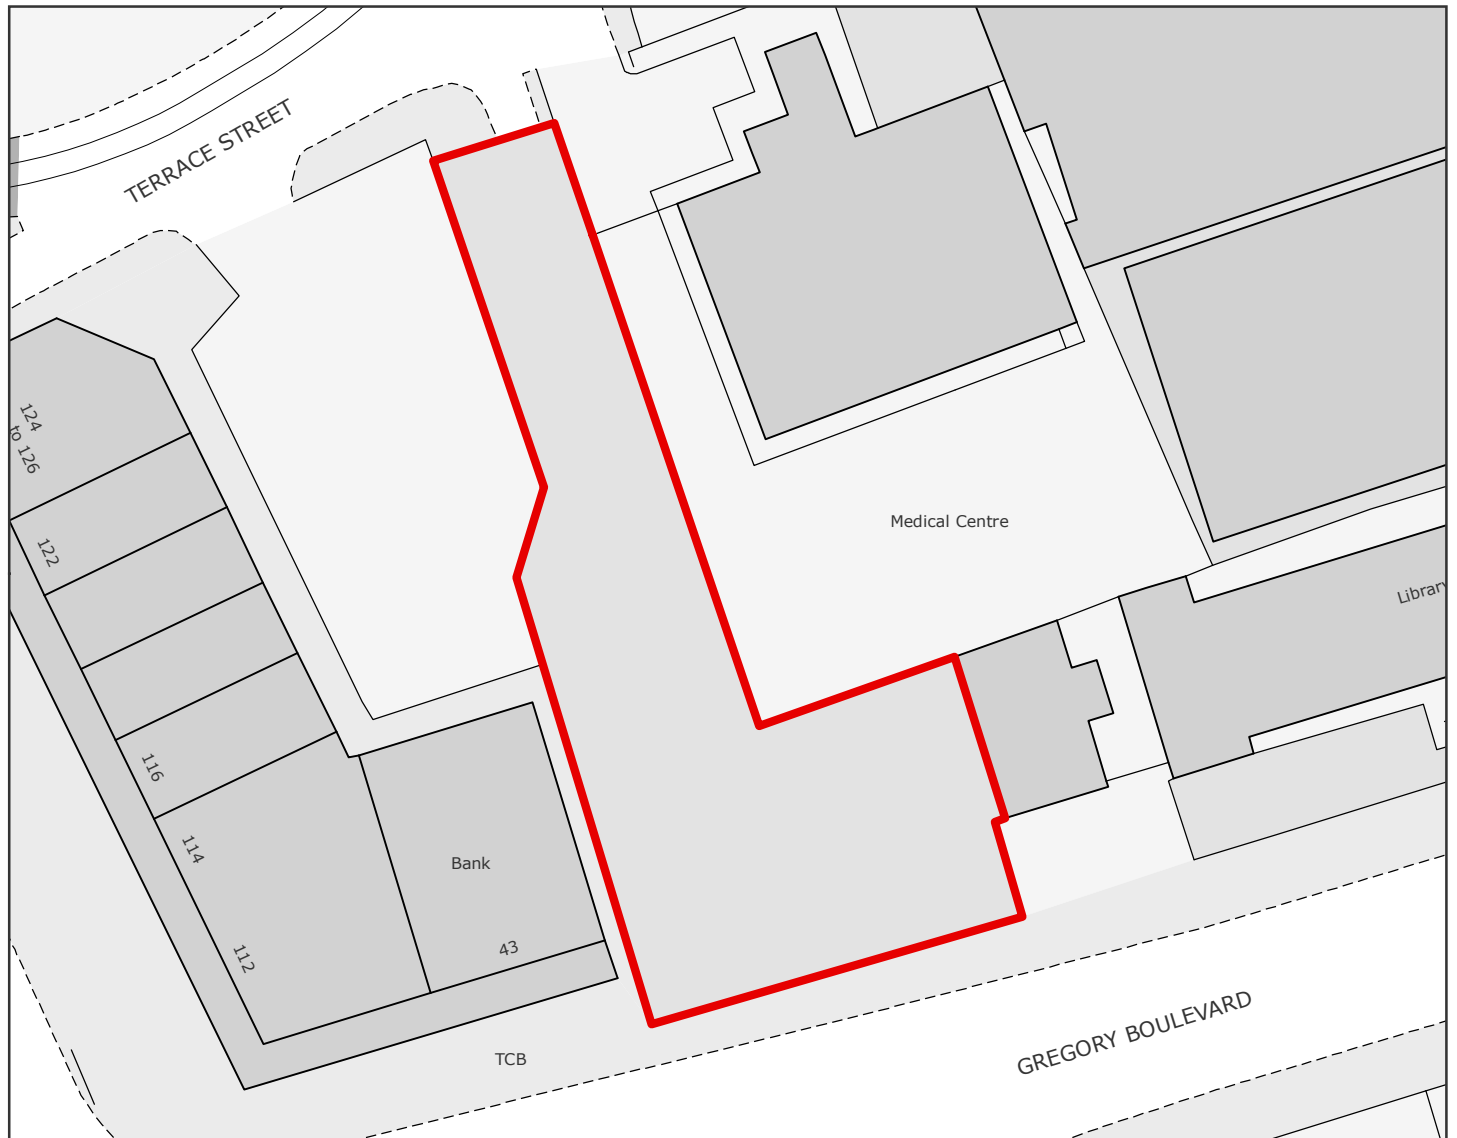 TERRACE STREET
124
to 126
122
Medical Centre
Library
116
114
Bank
43
112
GREGORY BOULEVARD
TCB